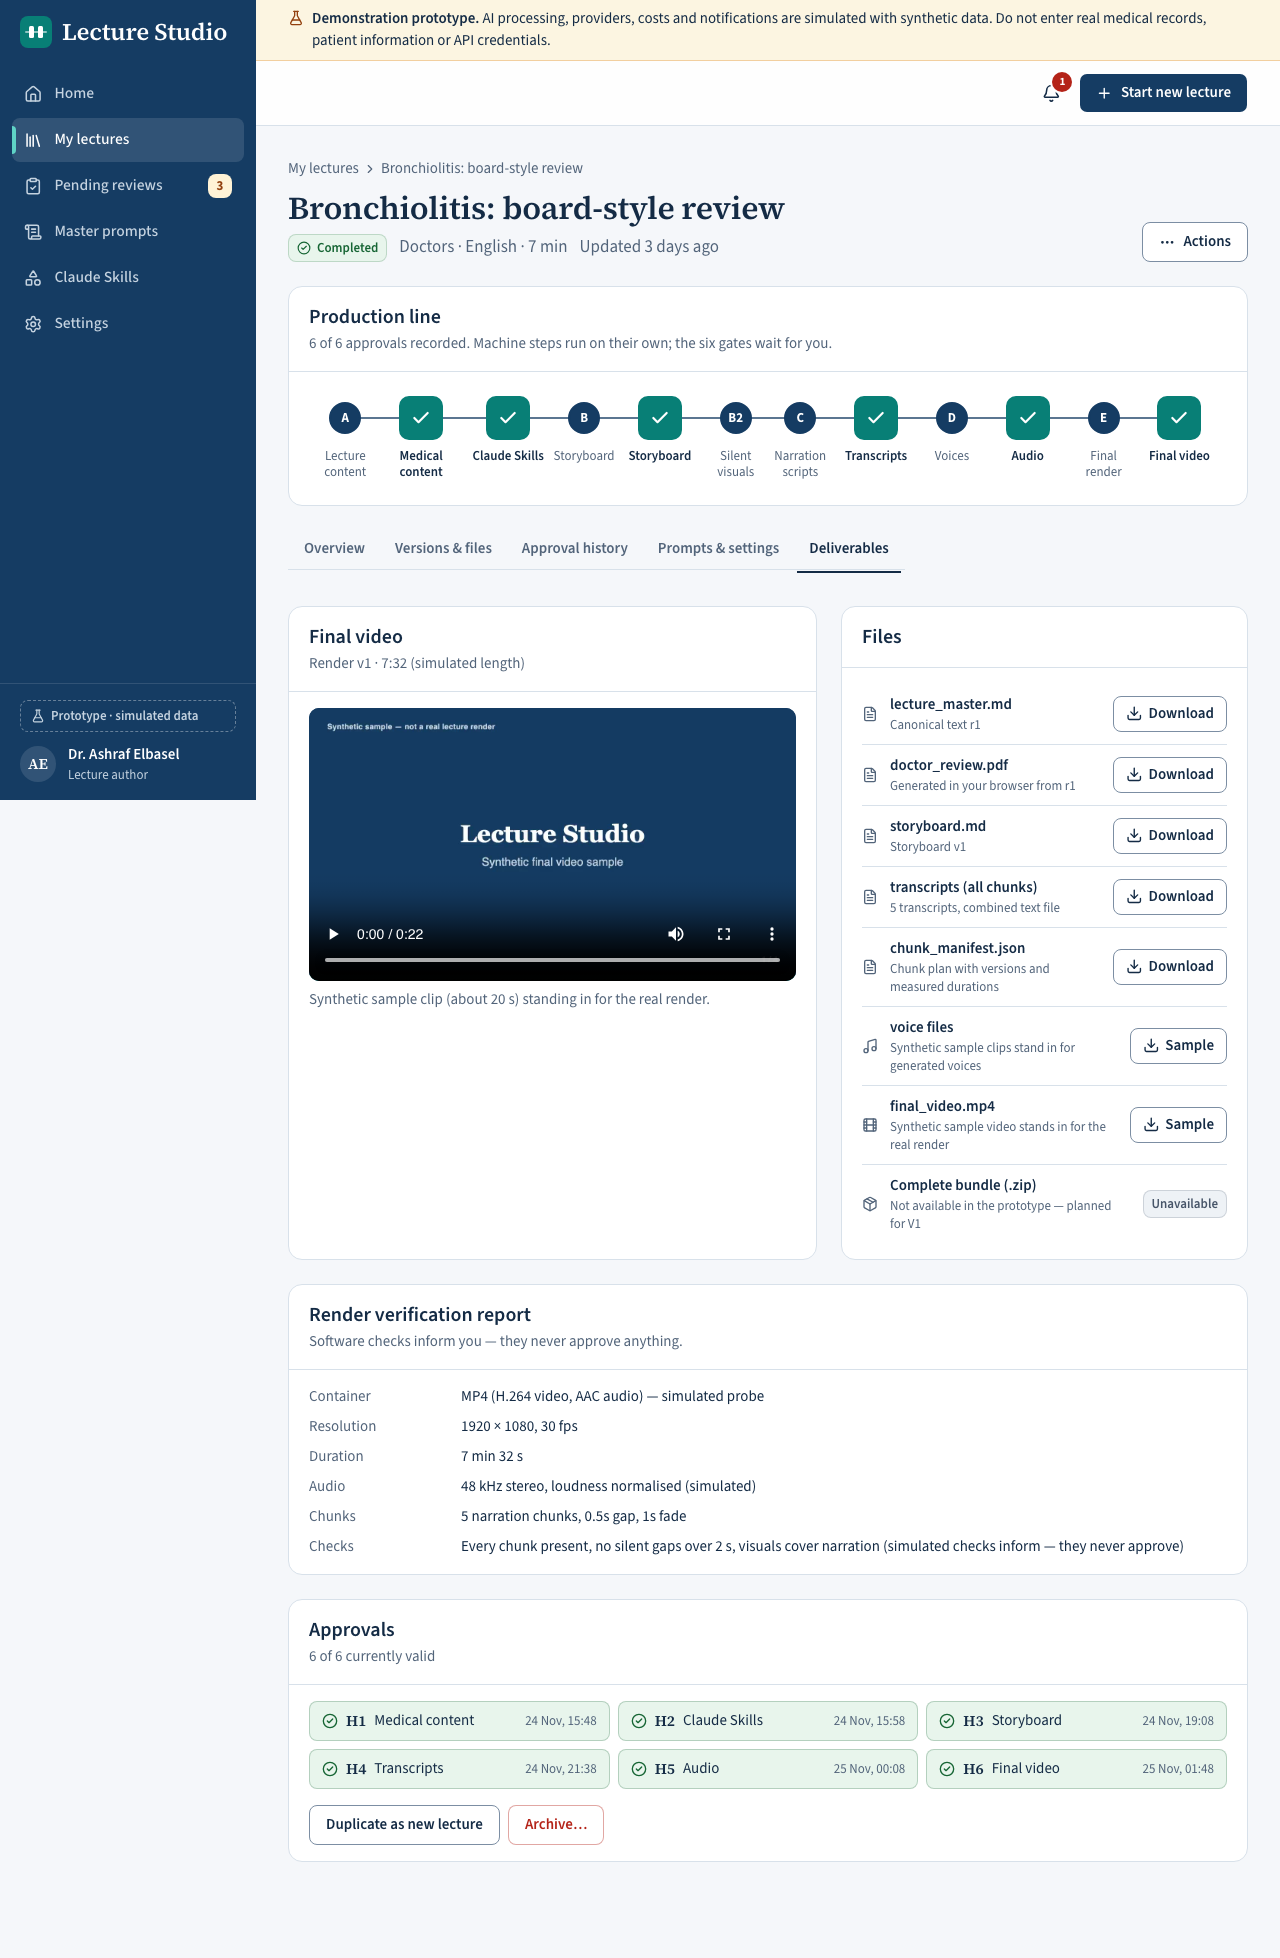 Lecture Studio
Home
My lectures
Pending reviews 3
Master prompts
Claude Skills
Settings
Prototype · simulated data
AE
Dr. Ashraf Elbasel
Lecture author
Demonstration prototype. AI processing, providers, costs and notifications are simulated with synthetic data. Do not enter real medical records,
patient information or API credentials.
1
Start new lecture
My lectures > Bronchiolitis: board-style review
Bronchiolitis: board-style review
Completed Doctors · English · 7 min Updated 3 days ago
··· Actions
Production line
6 of 6 approvals recorded. Machine steps run on their own; the six gates wait for you.
A B B2 C D E
Lecture content
Medical content
Claude Skills
Storyboard
Storyboard
Silent visuals
Narration scripts
Transcripts
Voices
Audio
Final render
Final video
Overview Versions & files Approval history Prompts & settings Deliverables
Final video
Render v1 · 7:32 (simulated length)
Synthetic sample — not a real lecture render
Lecture Studio
Synthetic final video sample
0:00 / 0:22
Synthetic sample clip (about 20 s) standing in for the real render.
Files
lecture_master.md
Canonical text r1
Download
doctor_review.pdf
Generated in your browser from r1
Download
storyboard.md
Storyboard v1
Download
transcripts (all chunks)
5 transcripts, combined text file
Download
chunk_manifest.json
Chunk plan with versions and
measured durations
Download
voice files
Synthetic sample clips stand in for
generated voices
Sample
final_video.mp4
Synthetic sample video stands in for the
real render
Sample
Complete bundle (.zip)
Not available in the prototype — planned
for V1
Unavailable
Render verification report
Software checks inform you — they never approve anything.
Container MP4 (H.264 video, AAC audio) — simulated probe
Resolution 1920 × 1080, 30 fps
Duration 7 min 32 s
Audio 48 kHz stereo, loudness normalised (simulated)
Chunks 5 narration chunks, 0.5s gap, 1s fade
Checks Every chunk present, no silent gaps over 2 s, visuals cover narration (simulated checks inform — they never approve)
Approvals
6 of 6 currently valid
H1 Medical content 24 Nov, 15:48
H2 Claude Skills 24 Nov, 15:58
H3 Storyboard 24 Nov, 19:08
H4 Transcripts 24 Nov, 21:38
H5 Audio 25 Nov, 00:08
H6 Final video 25 Nov, 01:48
Duplicate as new lecture
Archive…